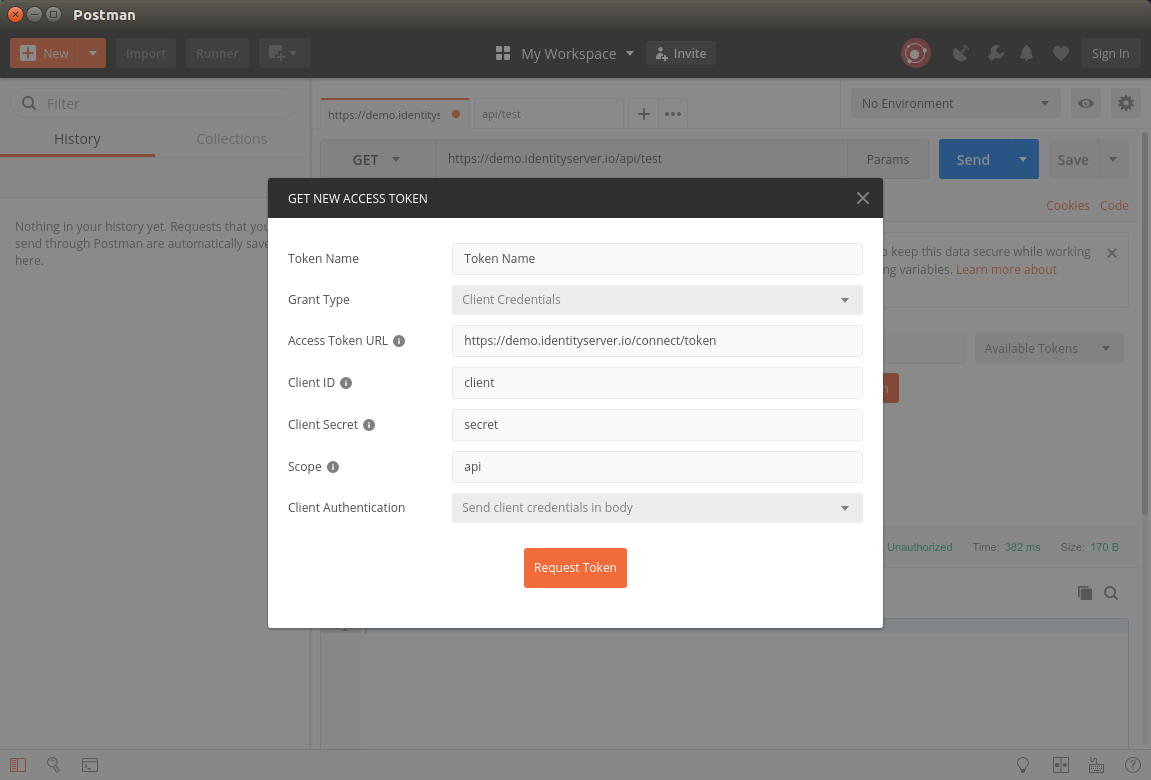 Postman
New
Import
Runner
My Workspace
Invite
Sign In
Filter
History
Collections
Nothing in your history yet. Requests that you
send through Postman are automatically save
here.
https://demo.identitys
api/test
No Environment
GET
https://demo.identityserver.io/api/test
Params
Send
Save
Cookies
Code
keep this data secure while working
variables. Learn more about
Available Tokens
GET NEW ACCESS TOKEN
Token Name
Token Name
Grant Type
Client Credentials
Access Token URL
https://demo.identityserver.io/connect/token
Client ID
client
Client Secret
secret
Scope
api
Client Authentication
Send client credentials in body
Request Token
Unauthorized
Time: 382 ms
Size: 170 B